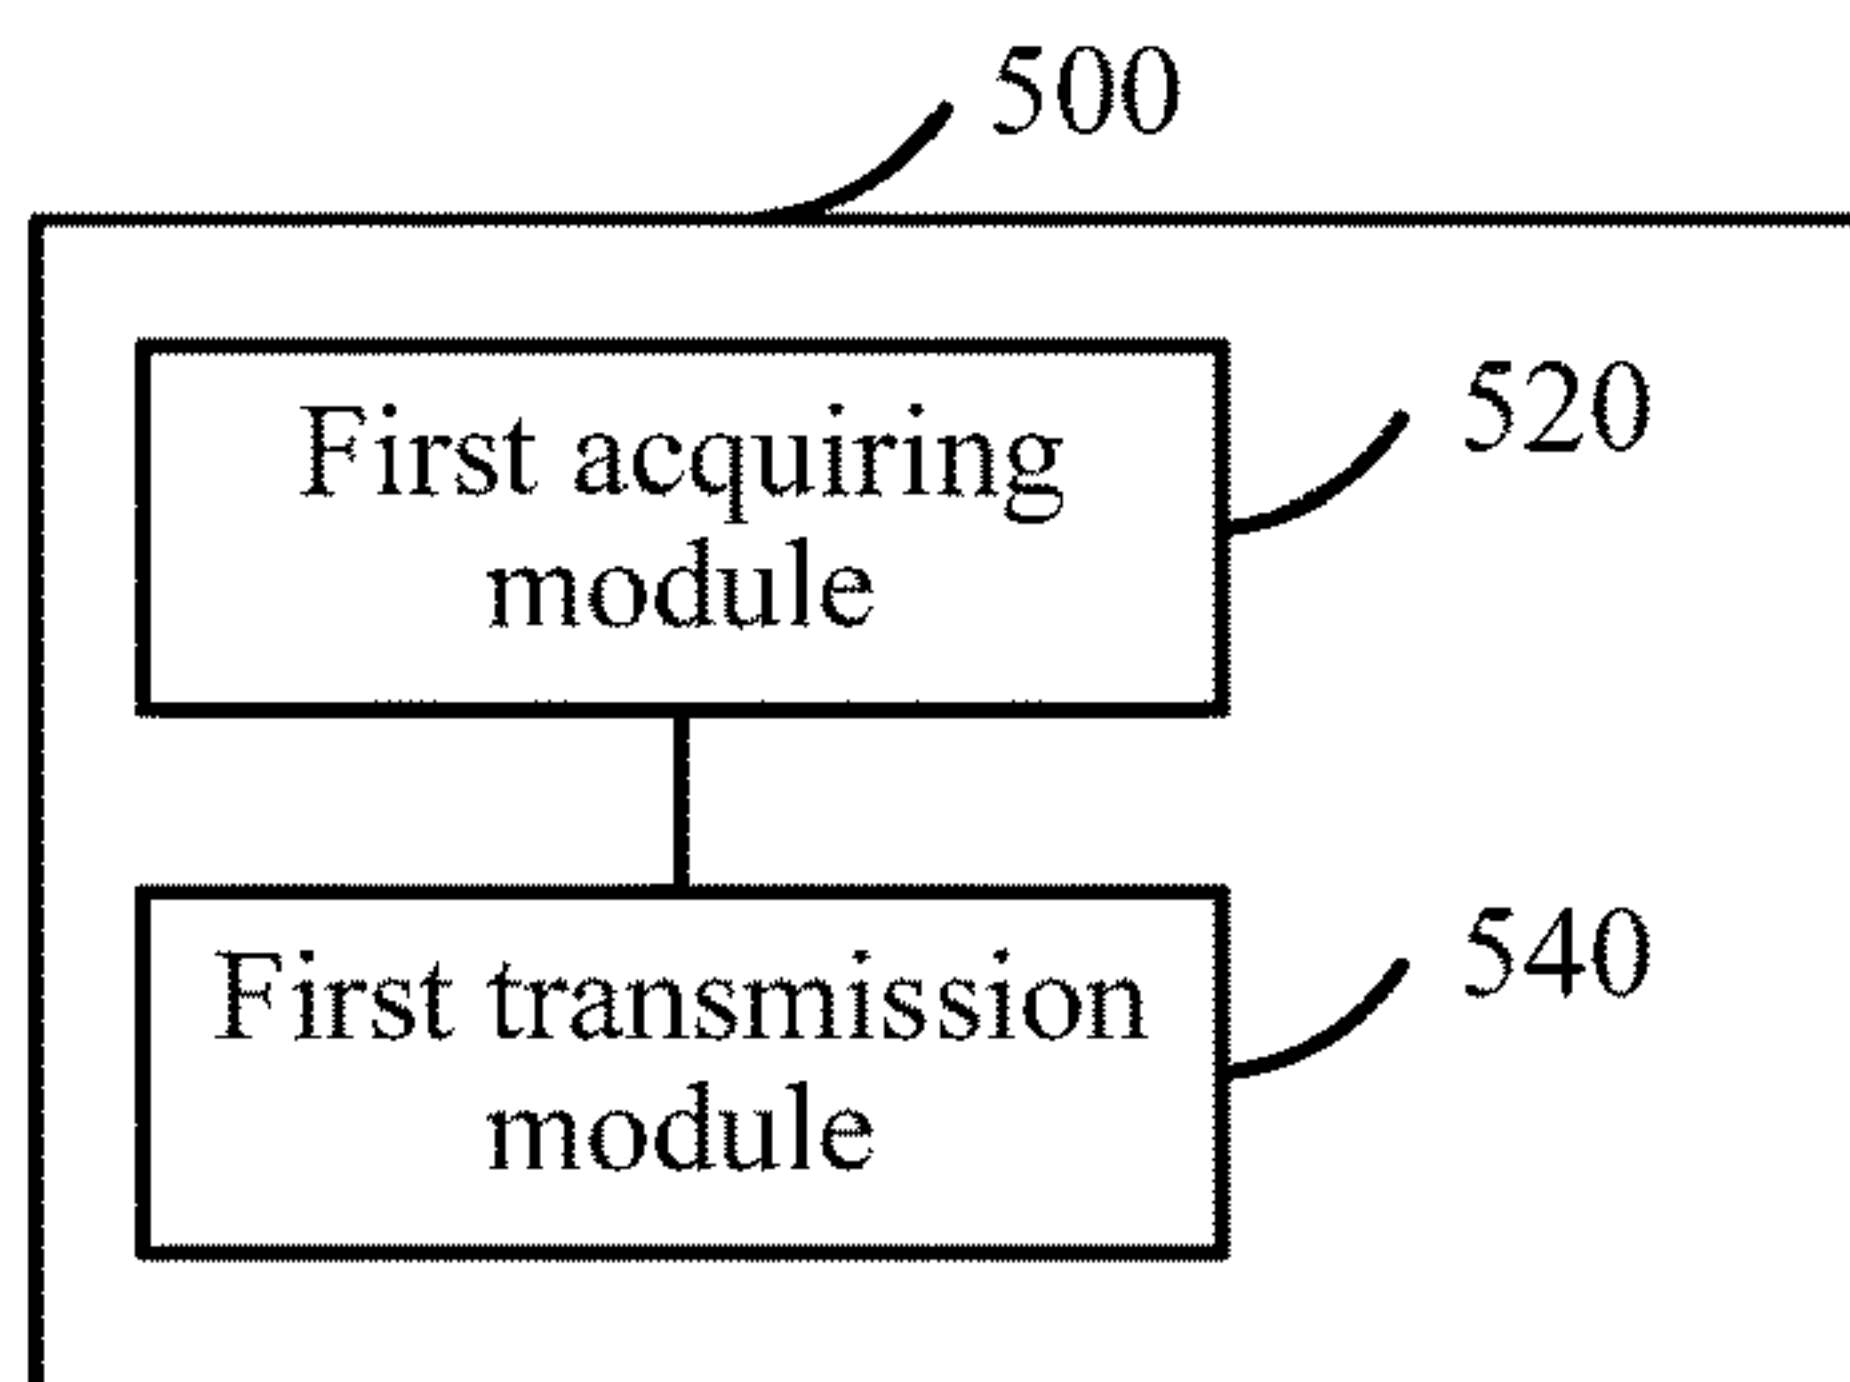 500
First acquiring
module
520
First transmission
module
540